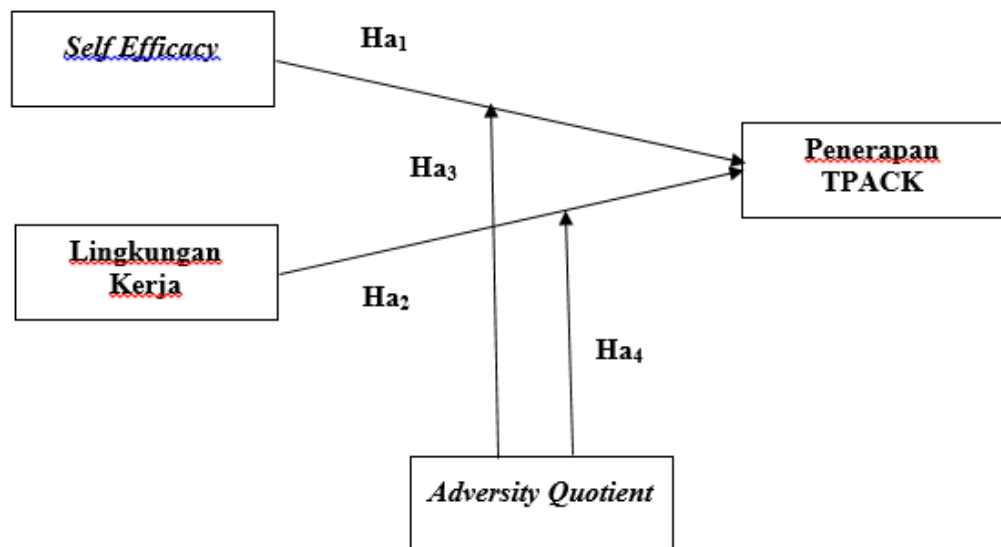 Self Efficacy
Ha1
Penerapan
TPACK
Ha3
Lingkungan
Kerja
Ha2
Ha4
Adversity Quotient